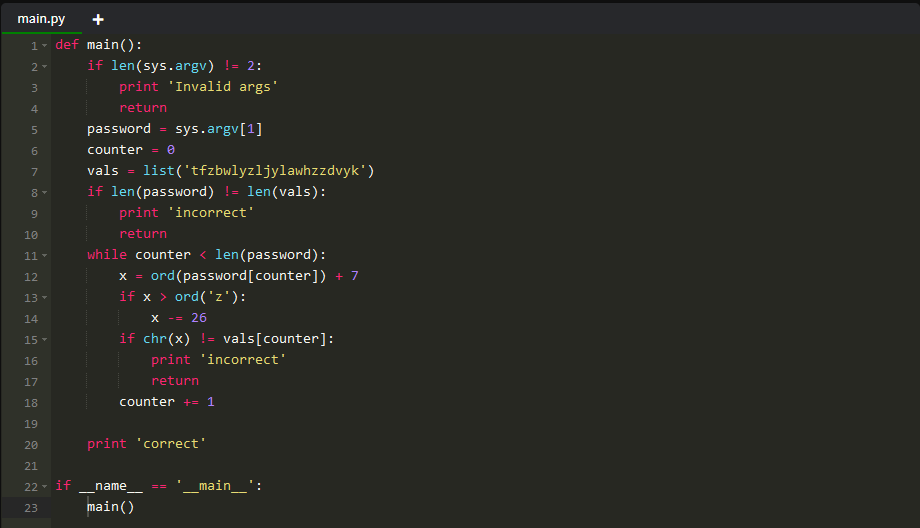 main.py +
1 def main():
2 if len(sys.argv) != 2:
3 print 'Invalid args'
4 return
5 password = sys.argv[1]
6 counter = 0
7 vals = list('tfzbwlyzljylawhzzdvyk')
8 if len(password) != len(vals):
9 print 'incorrect'
10 return
11 while counter < len(password):
12 x = ord(password[counter]) + 7
13 if x > ord('z'):
14 x -= 26
15 if chr(x) != vals[counter]:
16 print 'incorrect'
17 return
18 counter += 1
19
20 print 'correct'
21
22 if __name__ == '__main__':
23 main()